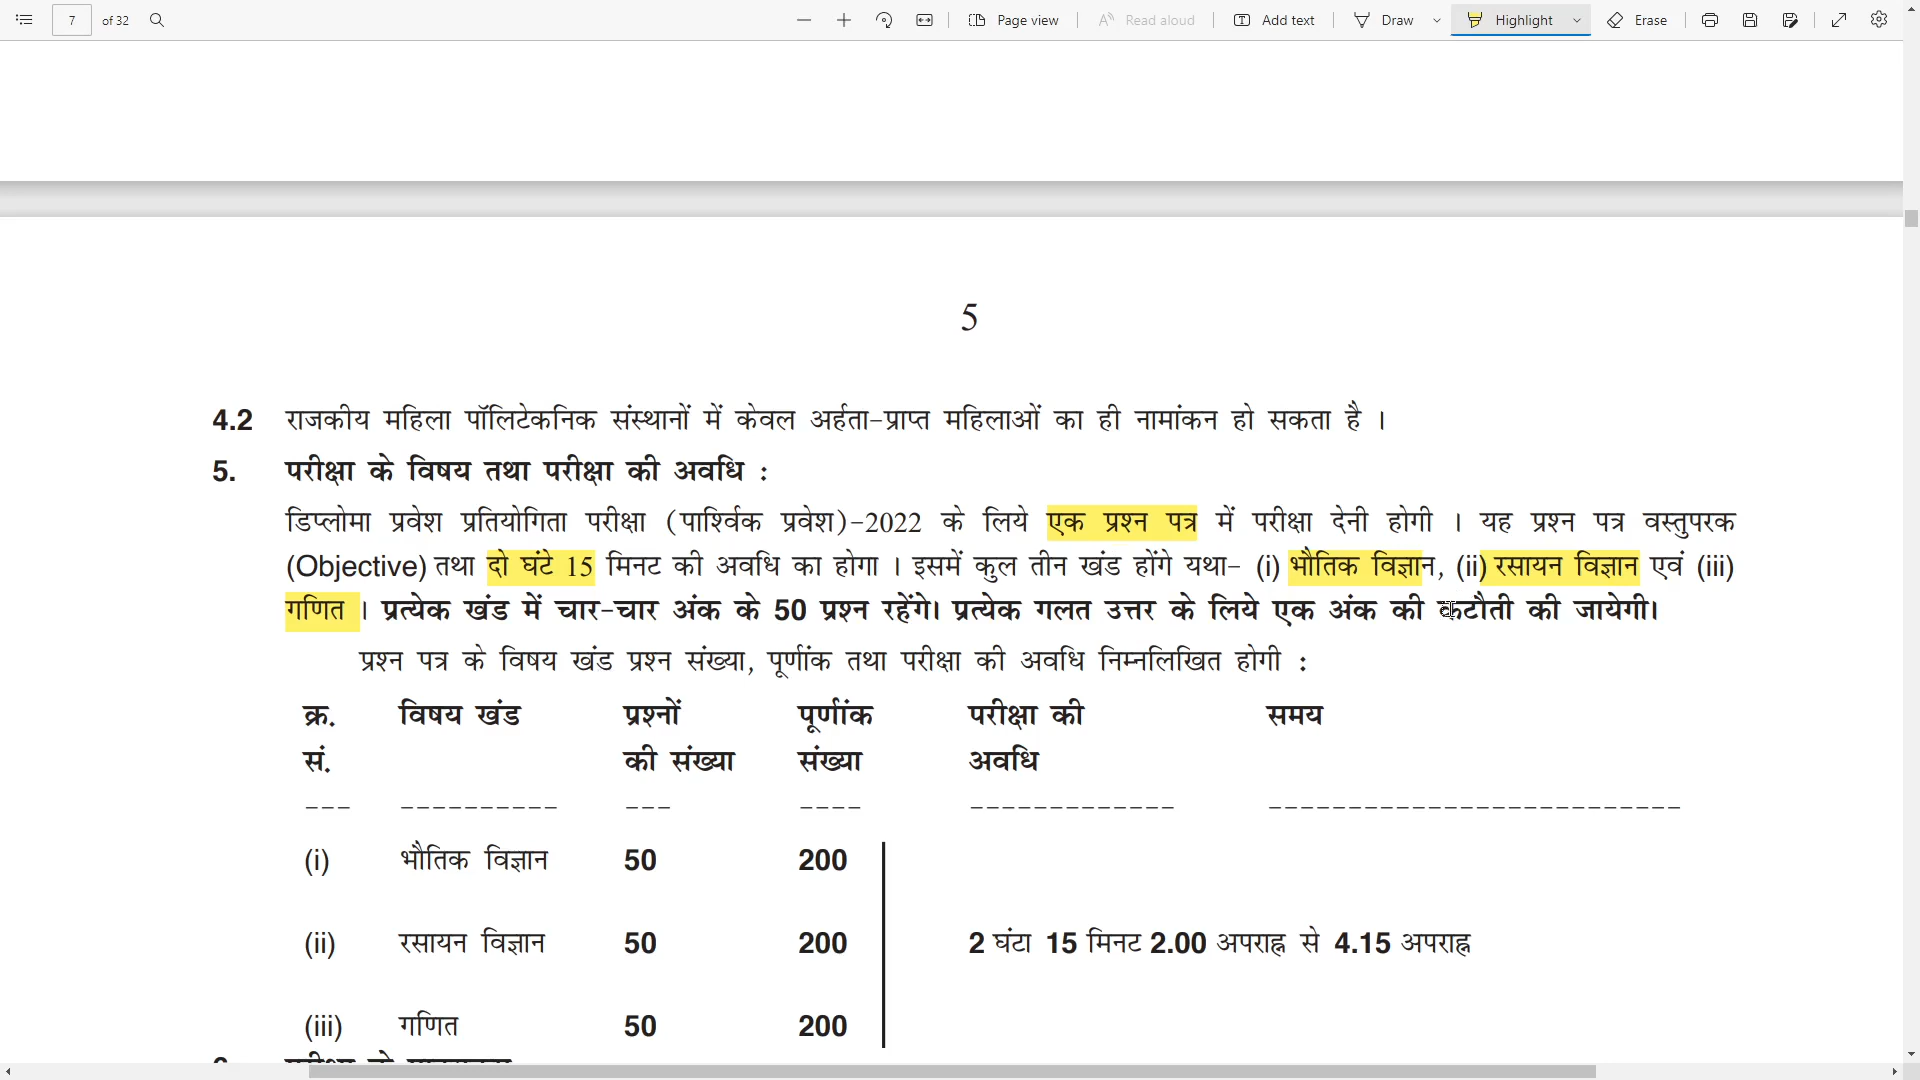 7 of 32 Page view Read aloud Add text Draw Highlight Erase
5
4.2 राजकीय महिला पॉलिटेकनिक संस्थानों में केवल अर्हता-प्राप्त महिलाओं का ही नामांकन हो सकता है ।
5. परीक्षा के विषय तथा परीक्षा की अवधि :
डिप्लोमा प्रवेश प्रतियोगिता परीक्षा (पार्श्विक प्रवेश)-2022 के लिये एक प्रश्न पत्र में परीक्षा देनी होगी । यह प्रश्न पत्र वस्तुपरक
(Objective) तथा दो घंटे 15 मिनट की अवधि का होगा । इसमें कुल तीन खंड होंगे यथा- (i) भौतिक विज्ञान, (ii) रसायन विज्ञान एवं (iii)
गणित । प्रत्येक खंड में चार-चार अंक के 50 प्रश्न रहेंगे। प्रत्येक गलत उत्तर के लिये एक अंक की कटौती की जायेगी।
प्रश्न पत्र के विषय खंड प्रश्न संख्या, पूर्णांक तथा परीक्षा की अवधि निम्नलिखित होगी :
क्र. विषय खंड प्रश्नों पूर्णांक परीक्षा की समय
सं. की संख्या संख्या अवधि
--- ---------- --- ---- ------------- --------------------------
(i) भौतिक विज्ञान 50 200
(ii) रसायन विज्ञान 50 200 2 घंटा 15 मिनट 2.00 अपराह्न से 4.15 अपराह्न
(iii) गणित 50 200